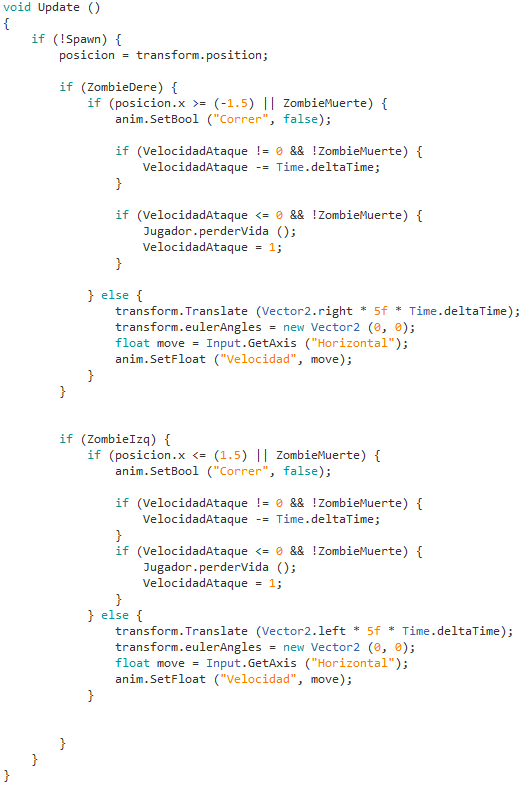 void Update ()
{
    if (!Spawn) {
        posicion = transform.position;

        if (ZombieDere) {
            if (posicion.x >= (-1.5) || ZombieMuerte) {
                anim.SetBool ("Correr", false);

                if (VelocidadAtaque != 0 && !ZombieMuerte) {
                    VelocidadAtaque -= Time.deltaTime;
                }

                if (VelocidadAtaque <= 0 && !ZombieMuerte) {
                    Jugador.perderVida ();
                    VelocidadAtaque = 1;
                }

            } else {
                transform.Translate (Vector2.right * 5f * Time.deltaTime);
                transform.eulerAngles = new Vector2 (0, 0);
                float move = Input.GetAxis ("Horizontal");
                anim.SetFloat ("Velocidad", move);
            }
        }


        if (ZombieIzq) {
            if (posicion.x <= (1.5) || ZombieMuerte) {
                anim.SetBool ("Correr", false);

                if (VelocidadAtaque != 0 && !ZombieMuerte) {
                    VelocidadAtaque -= Time.deltaTime;
                }
                if (VelocidadAtaque <= 0 && !ZombieMuerte) {
                    Jugador.perderVida ();
                    VelocidadAtaque = 1;
                }
            } else {
                transform.Translate (Vector2.left * 5f * Time.deltaTime);
                transform.eulerAngles = new Vector2 (0, 0);
                float move = Input.GetAxis ("Horizontal");
                anim.SetFloat ("Velocidad", move);
            }


        }
    }
}